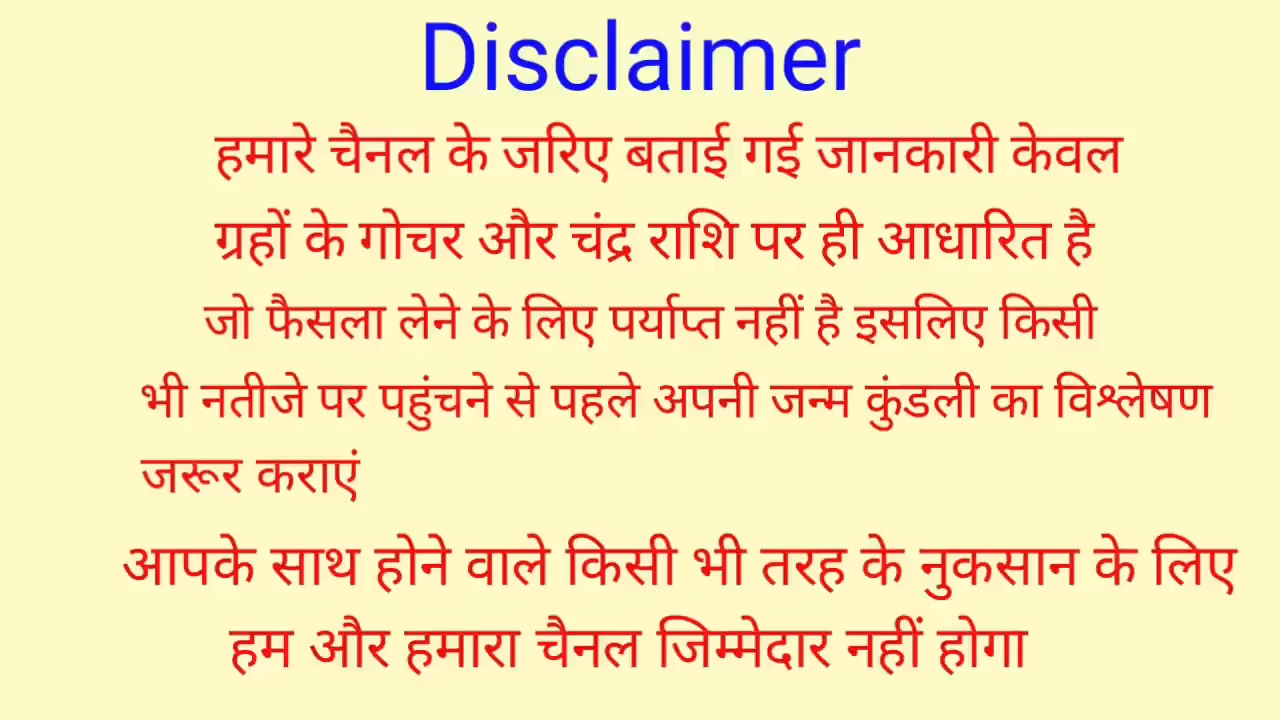 Disclaimer
हमारे चैनल के जरिए बताई गई जानकारी केवल
ग्रहों के गोचर और चंद्र राशि पर ही आधारित है
जो फैसला लेने के लिए पर्याप्त नहीं है इसलिए किसी
भी नतीजे पर पहुंचने से पहले अपनी जन्म कुंडली का विश्लेषण
जरूर कराएं
आपके साथ होने वाले किसी भी तरह के नुकसान के लिए
हम और हमारा चैनल जिम्मेदार नहीं होगा